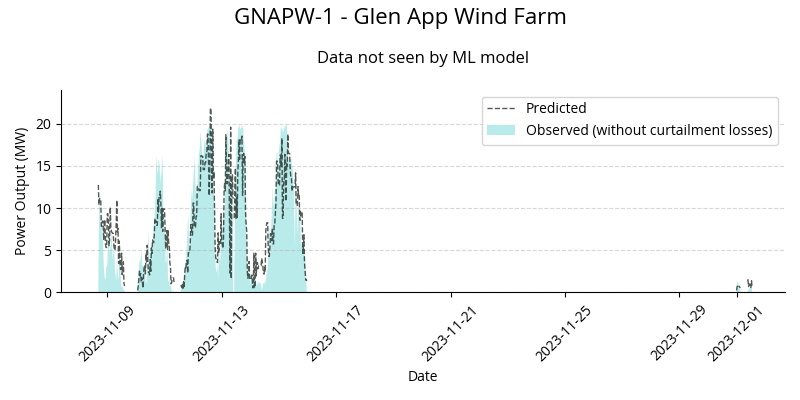 GNAPW-1 - Glen App Wind Farm
Data not seen by ML model
Predicted
Observed (without curtailment losses)
Power Output (MW)
20
15
10
5
0
2023-11-09
2023-11-13
2023-11-17
2023-11-21
2023-11-25
2023-11-29
2023-12-01
Date